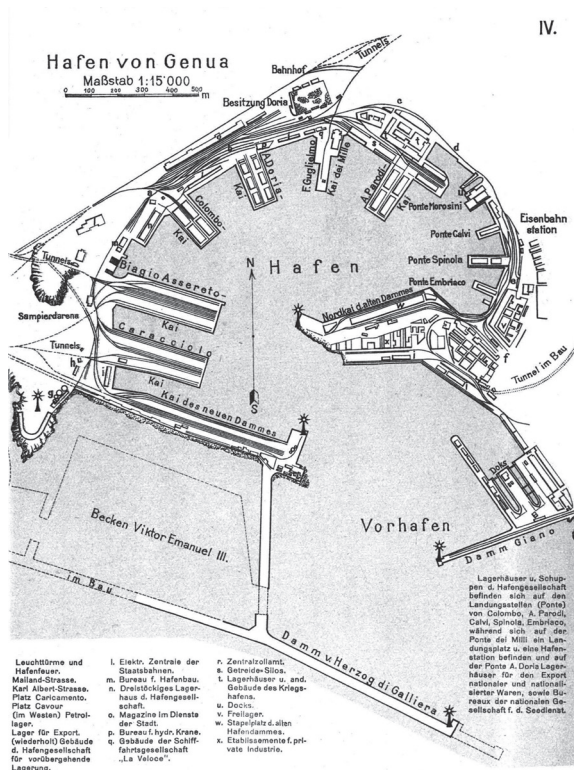 IV.
Hafen von Genua
Maßstab 1:15'000
0 100 200 300 400 500 m
Tunnels
Bahnhof
Besitzung Doria
A. Doria-
Kai
F. Guglielmo
Kai dei Mille
A. Parodi-
Kai
Colombo-
Kai
Ponte Morosini
Ponte Calvi
Ponte Spinola
Ponte Embriaco
Eisenbahn
station
Hafen
N
S
Tunnels
Biagio Assereto-
Kai
Sampierdarena
Caracciolo
Tunnels
Kai
Nordkai d. alten Dammes
Tunnel im Bau
Kai des neuen Dammes
Docks
Vorhafen
Damm Giano
Becken Viktor Emanuel III.
im Bau
Damm v. Herzog di Galliera
Lagerhäuser u. Schup-
pen d. Hafengesellschaft
befinden sich auf den
Landungsstellen (Ponte)
von Colombo, A. Parodi,
Calvi, Spinola, Embriaco,
während sich auf der
Ponte dei Milli ein Lan-
dungsplatz u. eine Hafen-
station befinden und auf
der Ponte A. Doria Lager-
häuser für den Export
nationaler und nationali-
sierter Waren, sowie Bu-
reaux der nationalen Ge-
sellschaft f. d. Seedienst.
Leuchttürme und
Hafenfeuer.
Mailand-Strasse.
Karl Albert-Strasse.
Platz Caricamento.
Platz Cavour
(im Westen) Petrol-
lager.
Lager für Export.
(wiederholt) Gebäude
d. Hafengesellschaft
für vorübergehende
Lagerung.
l. Elektr. Zentrale der
Staatsbahnen.
m. Bureau f. Hafenbau.
n. Dreistöckiges Lager-
haus d. Hafengesell-
schaft.
o. Magazine im Dienste
der Stadt.
p. Bureau f. hydr. Krane.
q. Gebäude der Schiff-
fahrtsgesellschaft
„La Veloce".
r. Zentralzollamt.
s. Getreide-Silos.
t. Lagerhäuser u. and.
Gebäude des Kriegs-
hafens.
u. Docks.
v. Freilager.
w. Stapelplatz d. alten
Hafendammes.
x. Etablissemente f. pri-
vate Industrie.